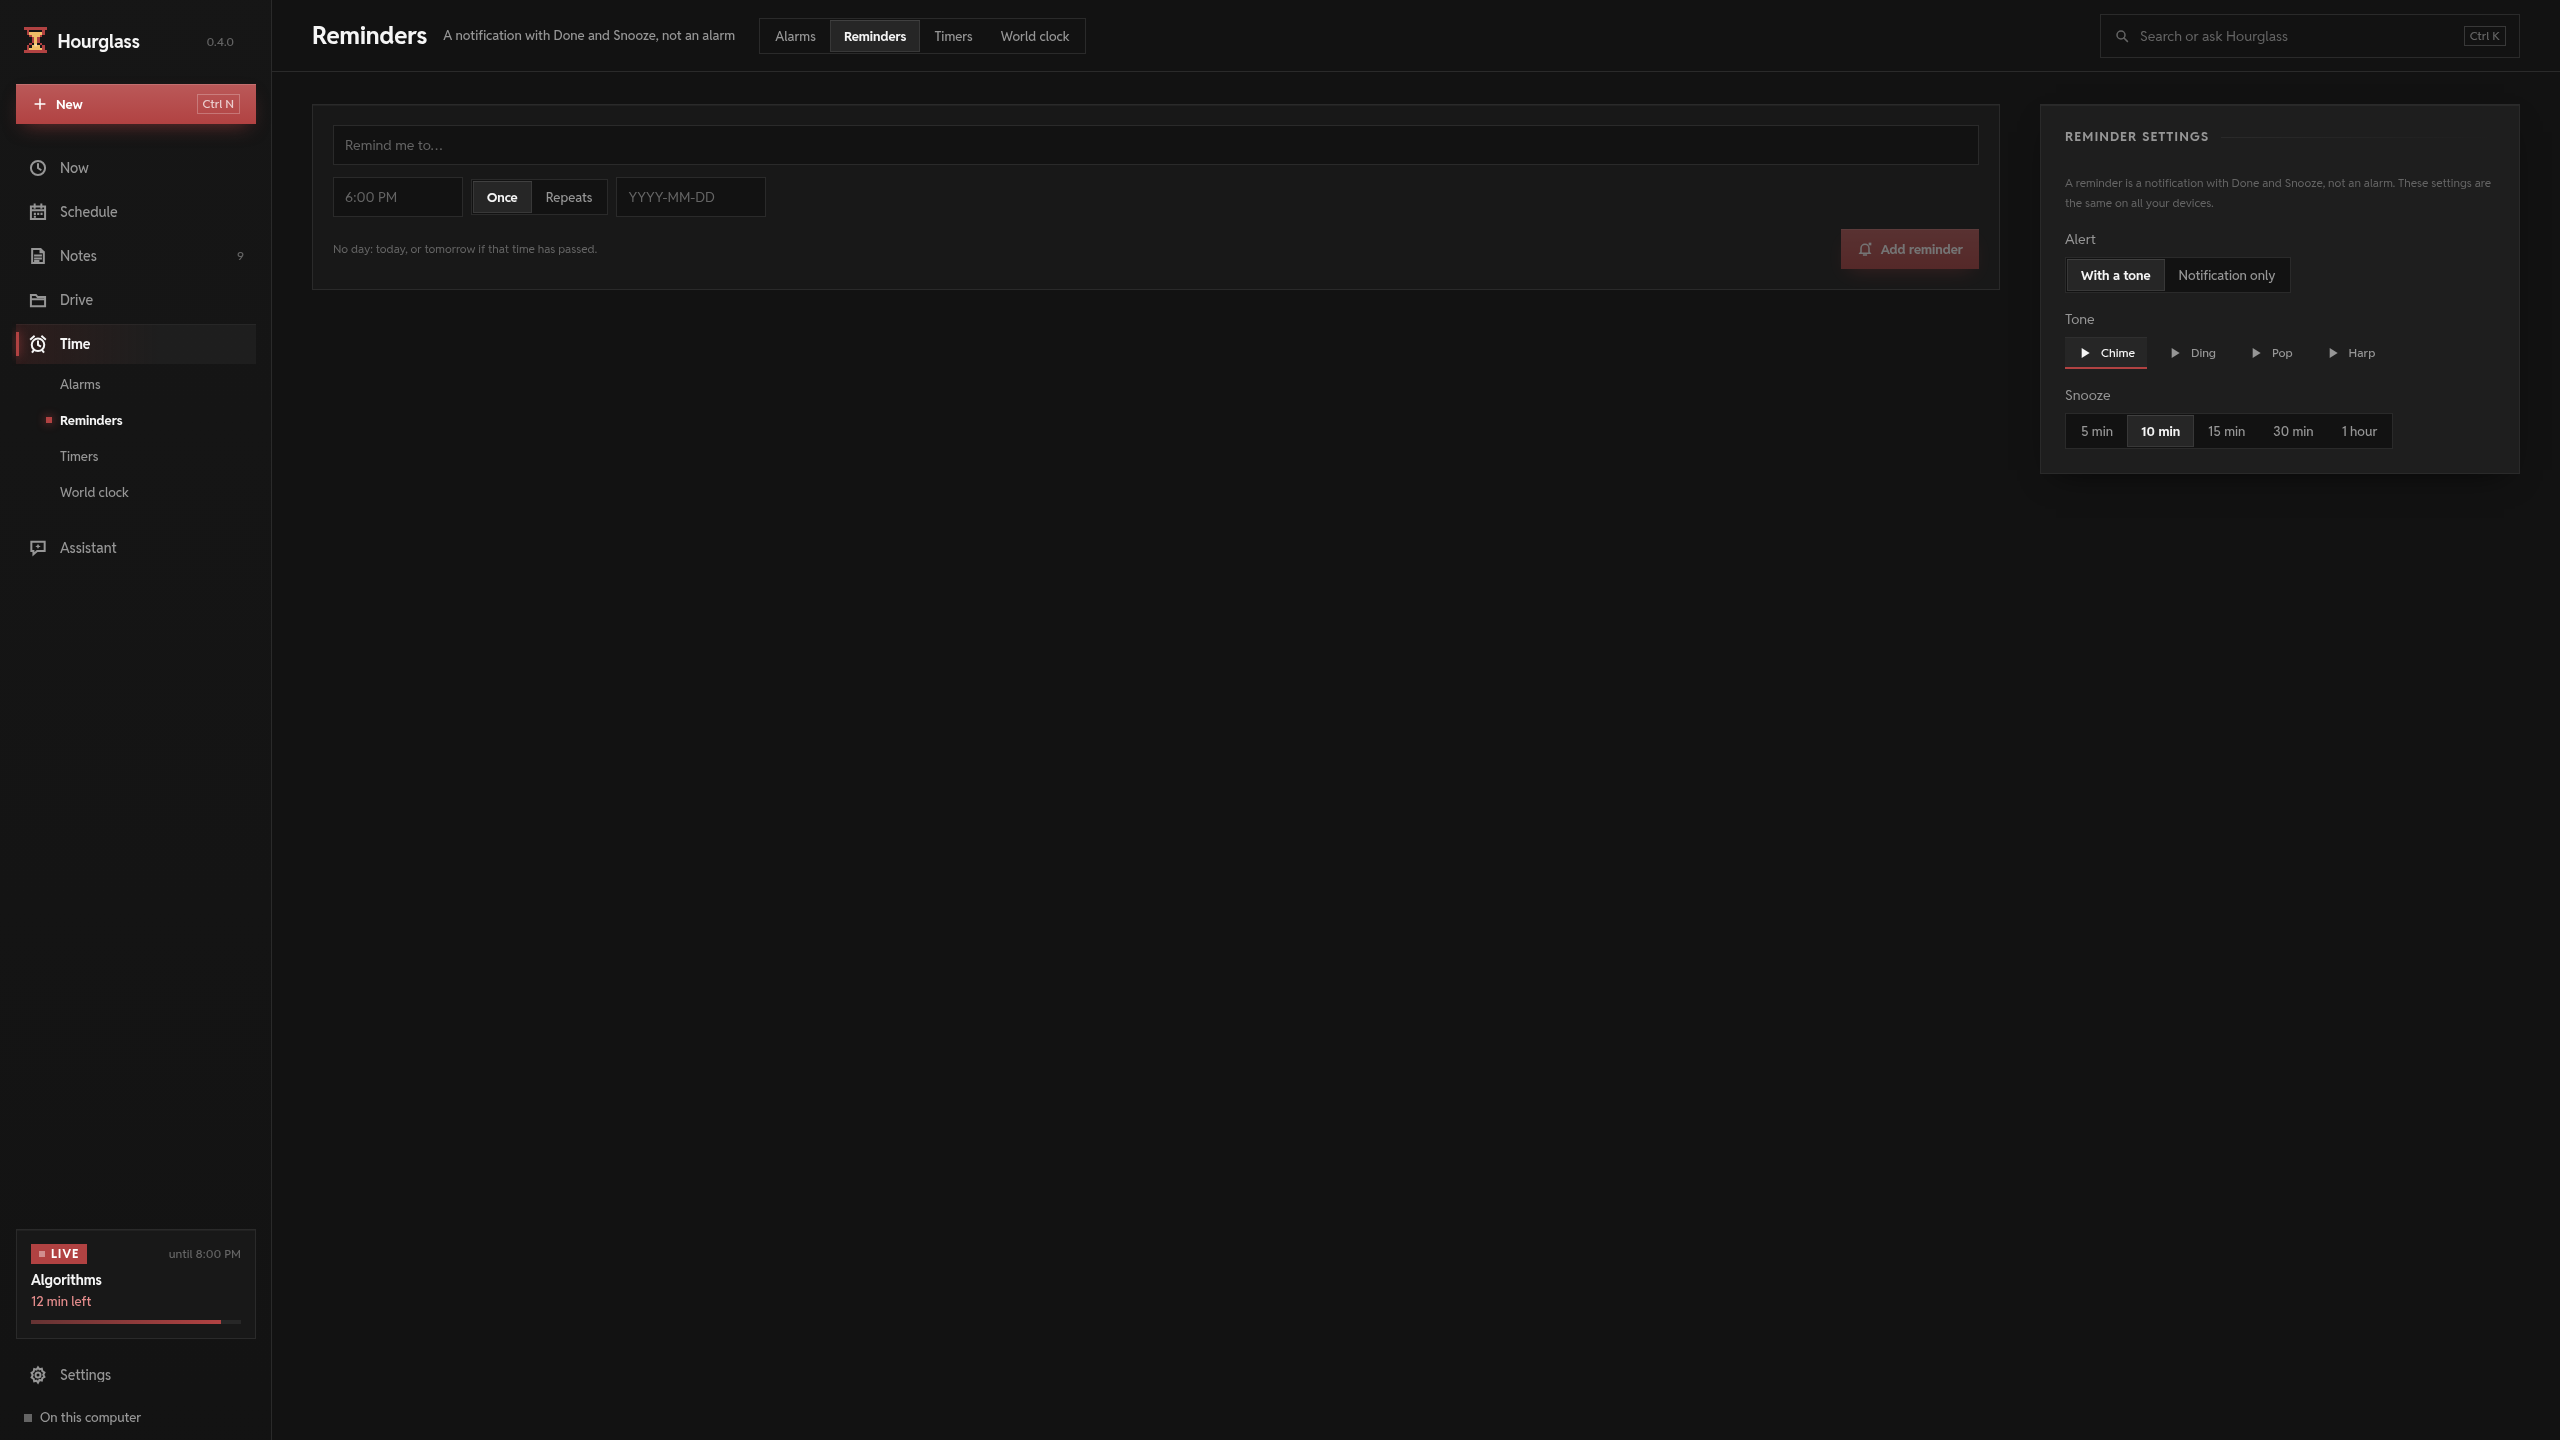 Hourglass 0.4.0
New Ctrl N
Now
Schedule
Notes 9
Drive
Time
Alarms
Reminders
Timers
World clock
Assistant
LIVE until 8:00 PM
Algorithms
12 min left
Settings
On this computer
Reminders A notification with Done and Snooze, not an alarm Alarms Reminders Timers World clock
Search or ask Hourglass Ctrl K
Remind me to...
6:00 PM Once Repeats YYYY-MM-DD
No day: today, or tomorrow if that time has passed. Add reminder
REMINDER SETTINGS
A reminder is a notification with Done and Snooze, not an alarm. These settings are
the same on all your devices.
Alert
With a tone Notification only
Tone
Chime Ding Pop Harp
Snooze
5 min 10 min 15 min 30 min 1 hour